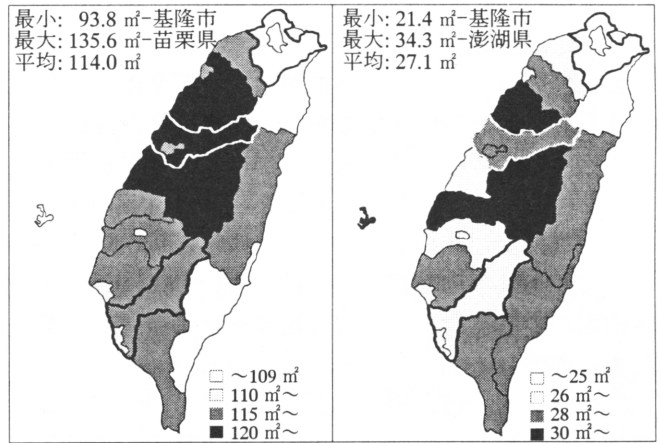 最小: 93.8 ㎡-基隆市
最大: 135.6 ㎡-苗栗県
平均: 114.0 ㎡
～109 ㎡
110 ㎡～
115 ㎡～
120 ㎡～
最小: 21.4 ㎡-基隆市
最大: 34.3 ㎡-澎湖県
平均: 27.1 ㎡
～25 ㎡
26 ㎡～
28 ㎡～
30 ㎡～